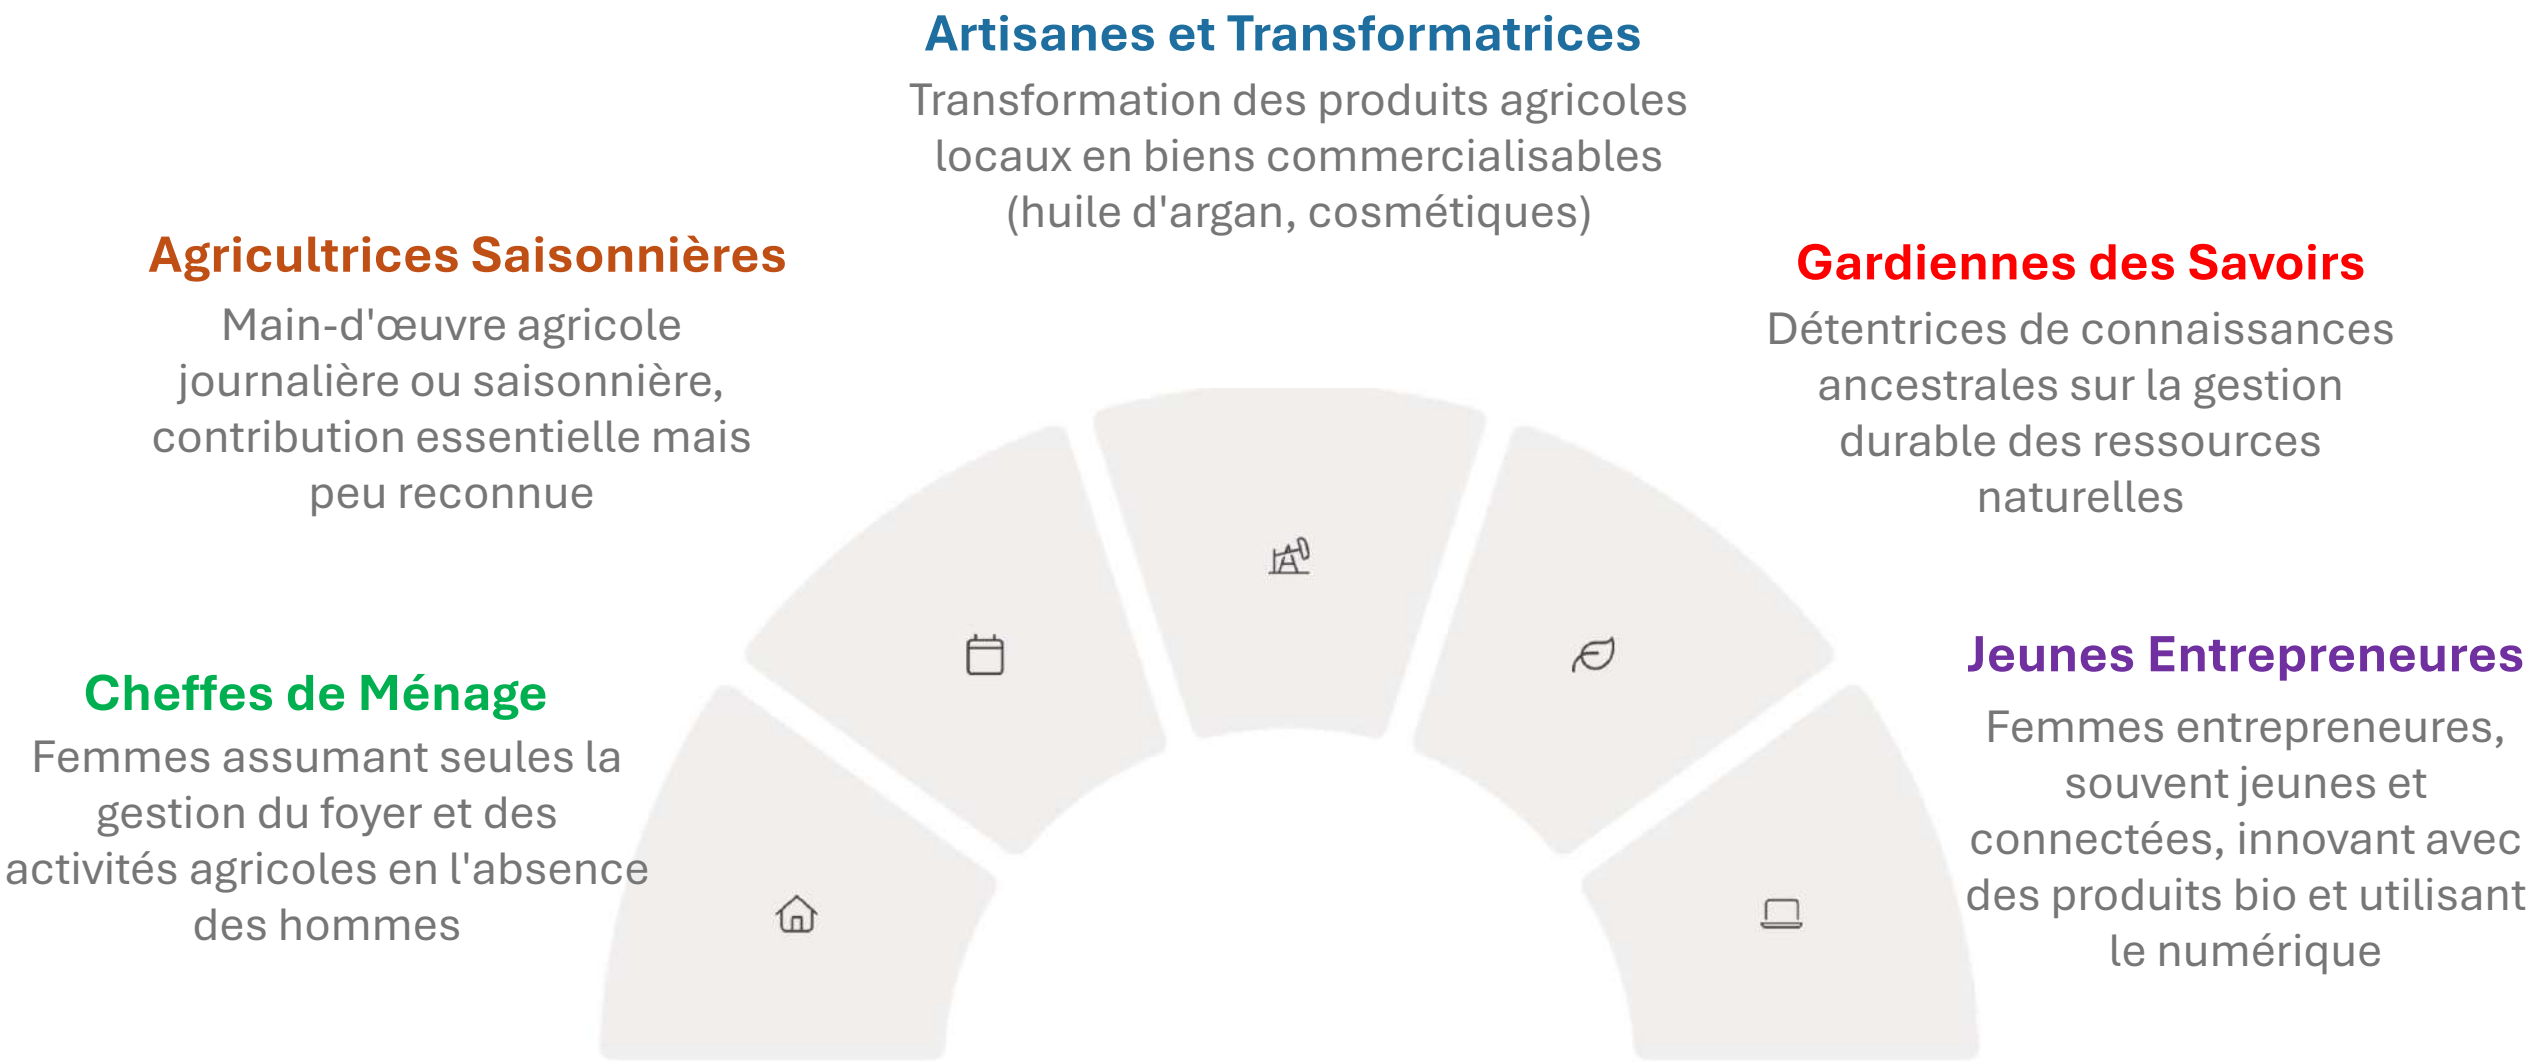 Artisanes et Transformatrices
Transformation des produits agricoles
locaux en biens commercialisables
(huile d'argan, cosmétiques)
Agricultrices Saisonnières
Main-d'œuvre agricole
journalière ou saisonnière,
contribution essentielle mais
peu reconnue
Gardiennes des Savoirs
Détentrices de connaissances
ancestrales sur la gestion
durable des ressources
naturelles
Cheffes de Ménage
Femmes assumant seules la
gestion du foyer et des
activités agricoles en l'absence
des hommes
Jeunes Entrepreneures
Femmes entrepreneures,
souvent jeunes et
connectées, innovant avec
des produits bio et utilisant
le numérique